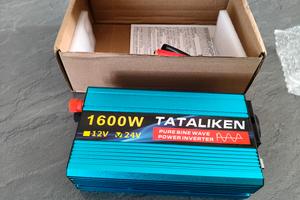 1600W
TATALIKEN
12V 24V
PURE SINE WAVE
POWER INVERTER